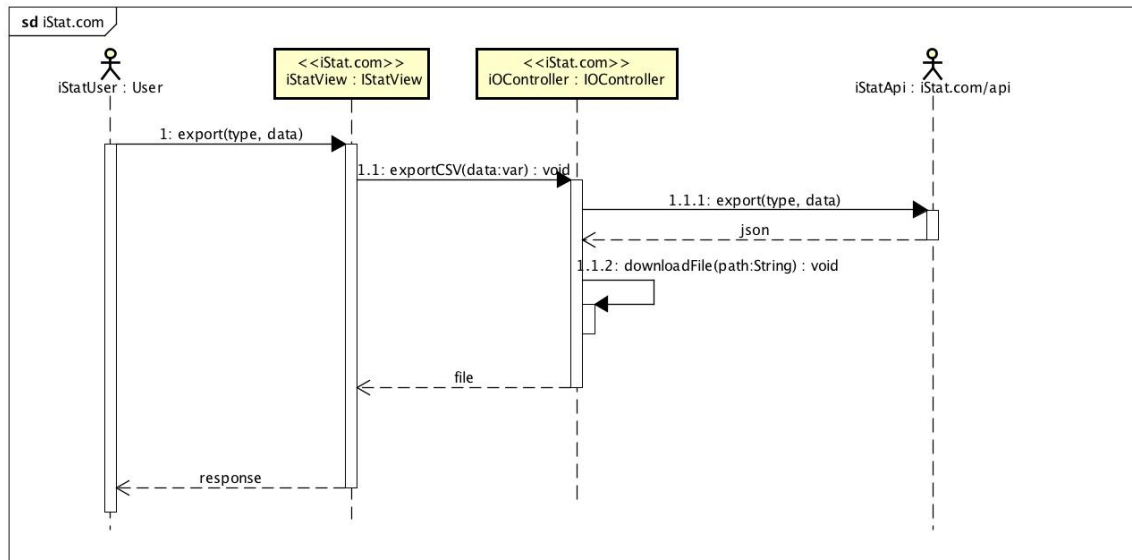 sd iStat.com
iStatUser : User
<<iStat.com>>
iStatView : IStatView
<<iStat.com>>
iOController : IOController
iStatApi : iStat.com/api
1: export(type, data)
1.1: exportCSV(data:var) : void
1.1.1: export(type, data)
json
1.1.2: downloadFile(path:String) : void
file
response